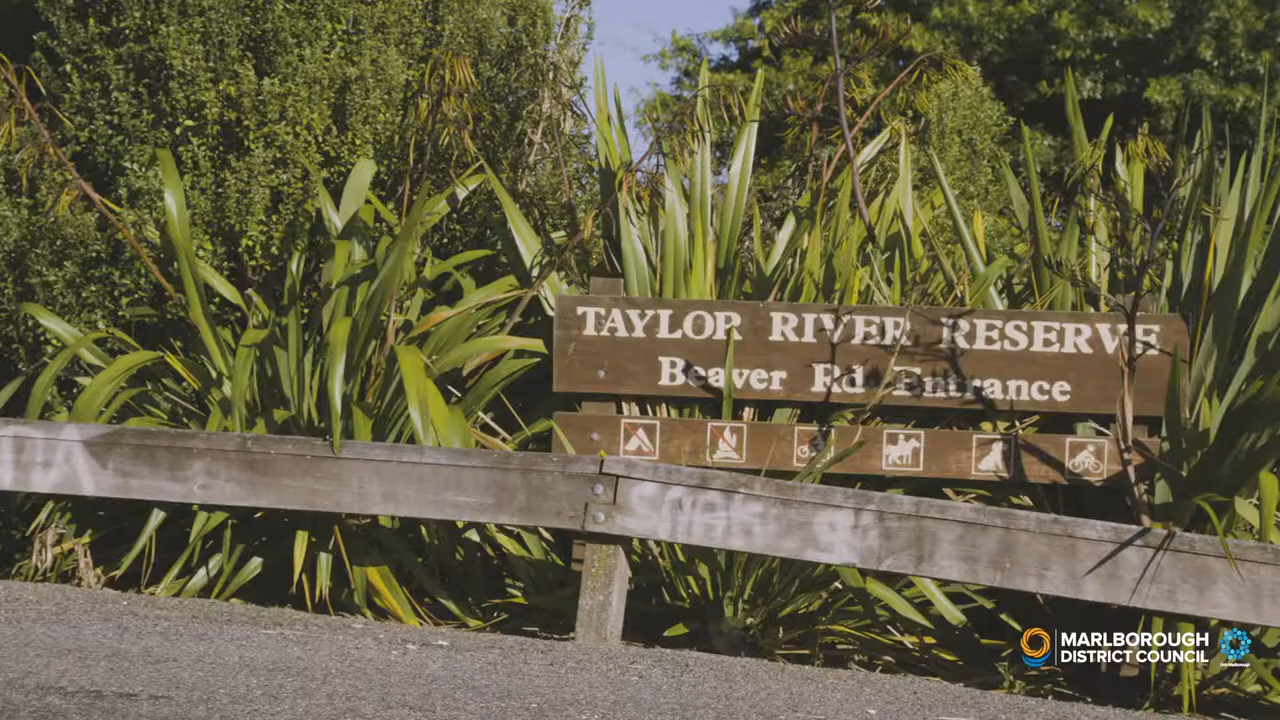 TAYLOR RIVER RESERVE
Beaver Rd Entrance
MARLBOROUGH
DISTRICT COUNCIL